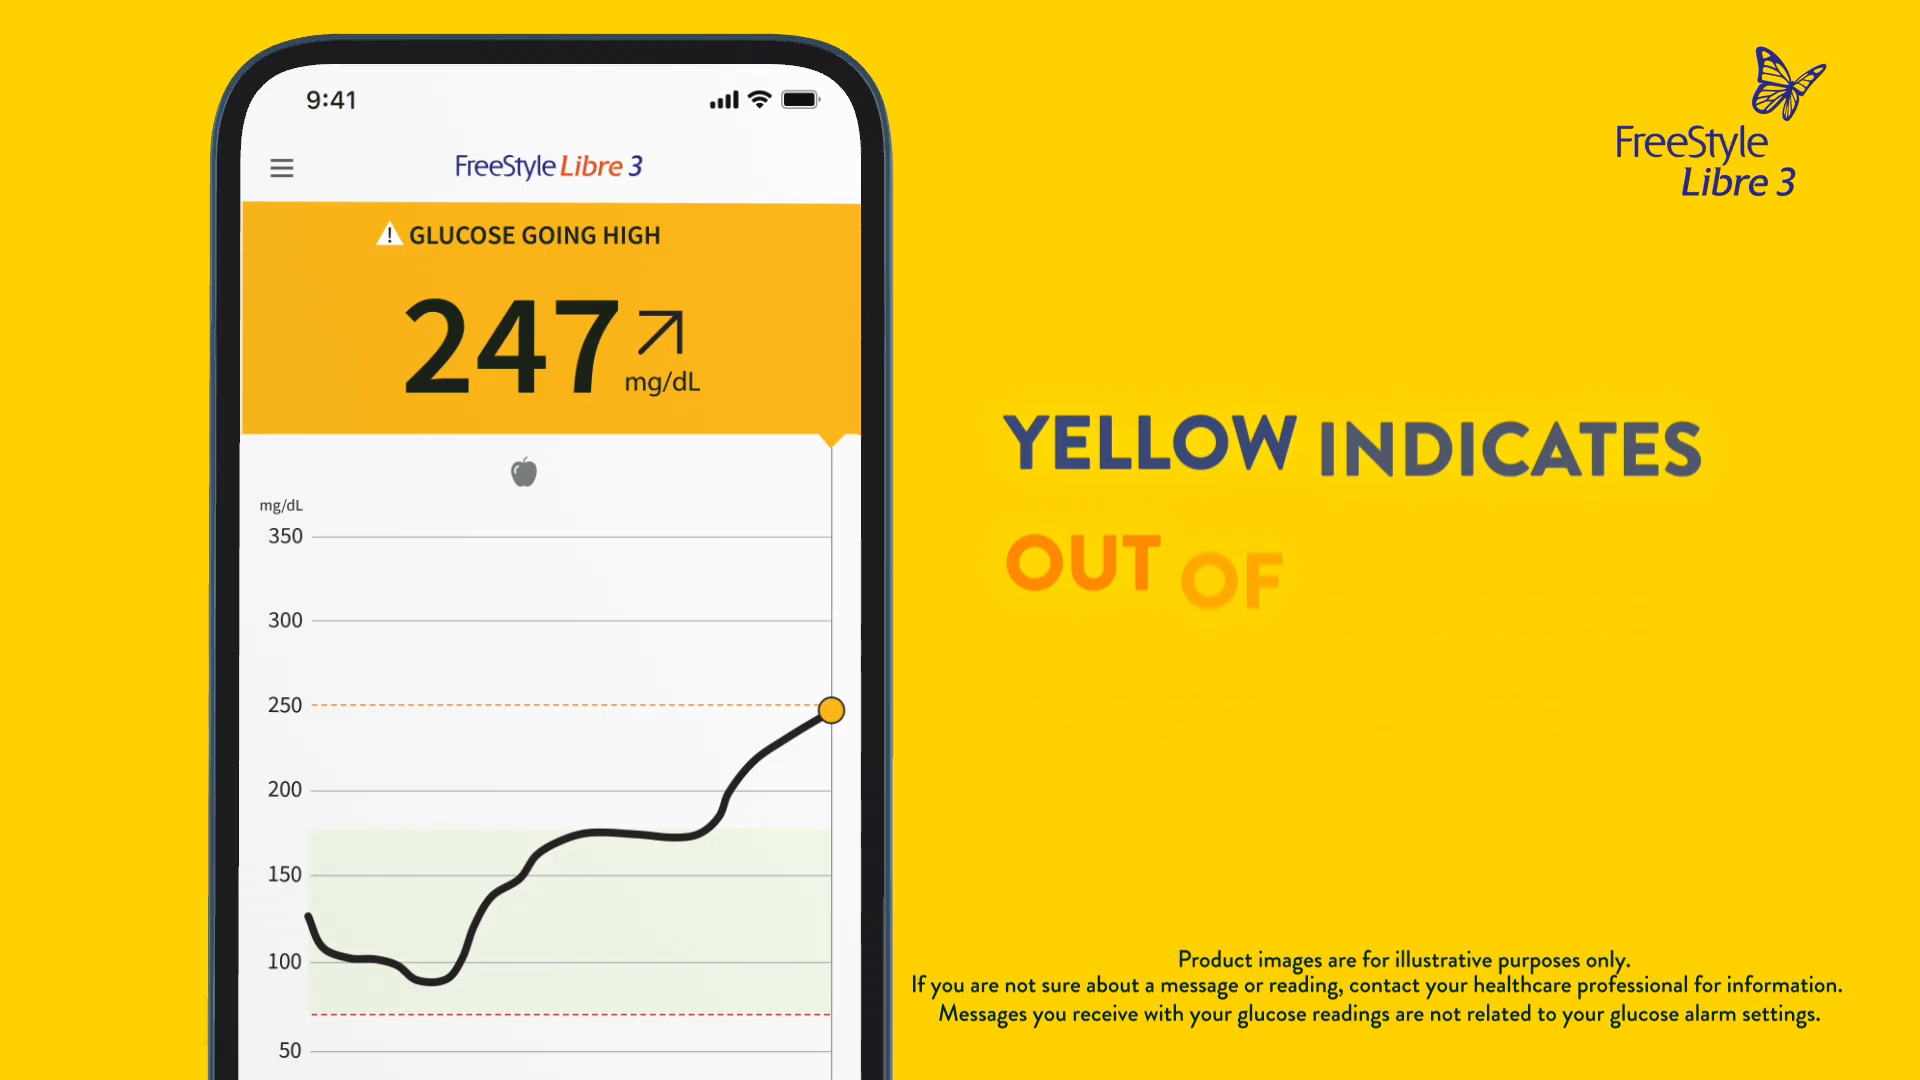 9:41
FreeStyle Libre 3
GLUCOSE GOING HIGH
247
mg/dL
mg/dL
350
300
250
200
150
100
50
FreeStyle
Libre 3
YELLOW INDICATES
OUT OF
Product images are for illustrative purposes only.
If you are not sure about a message or reading, contact your healthcare professional for information.
Messages you receive with your glucose readings are not related to your glucose alarm settings.